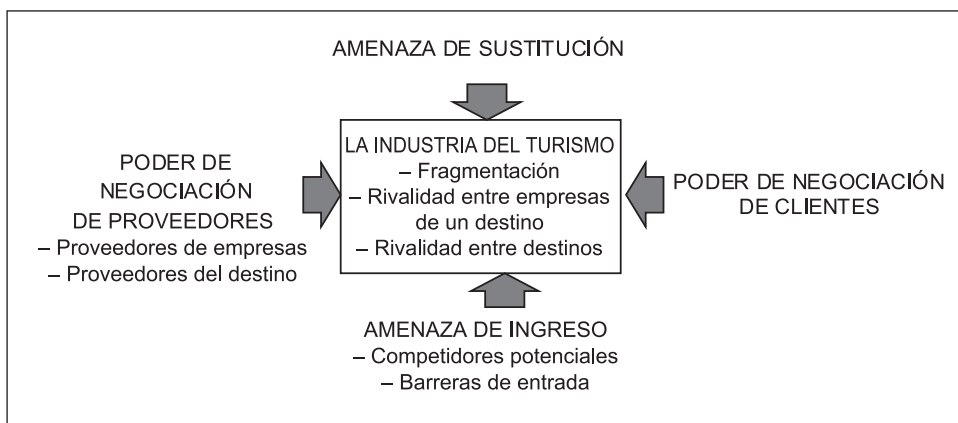 AMENAZA DE SUSTITUCIÓN
PODER DE
NEGOCIACIÓN
DE PROVEEDORES
– Proveedores de empresas
– Proveedores del destino
LA INDUSTRIA DEL TURISMO
– Fragmentación
– Rivalidad entre empresas
de un destino
– Rivalidad entre destinos
PODER DE NEGOCIACIÓN
DE CLIENTES
AMENAZA DE INGRESO
– Competidores potenciales
– Barreras de entrada